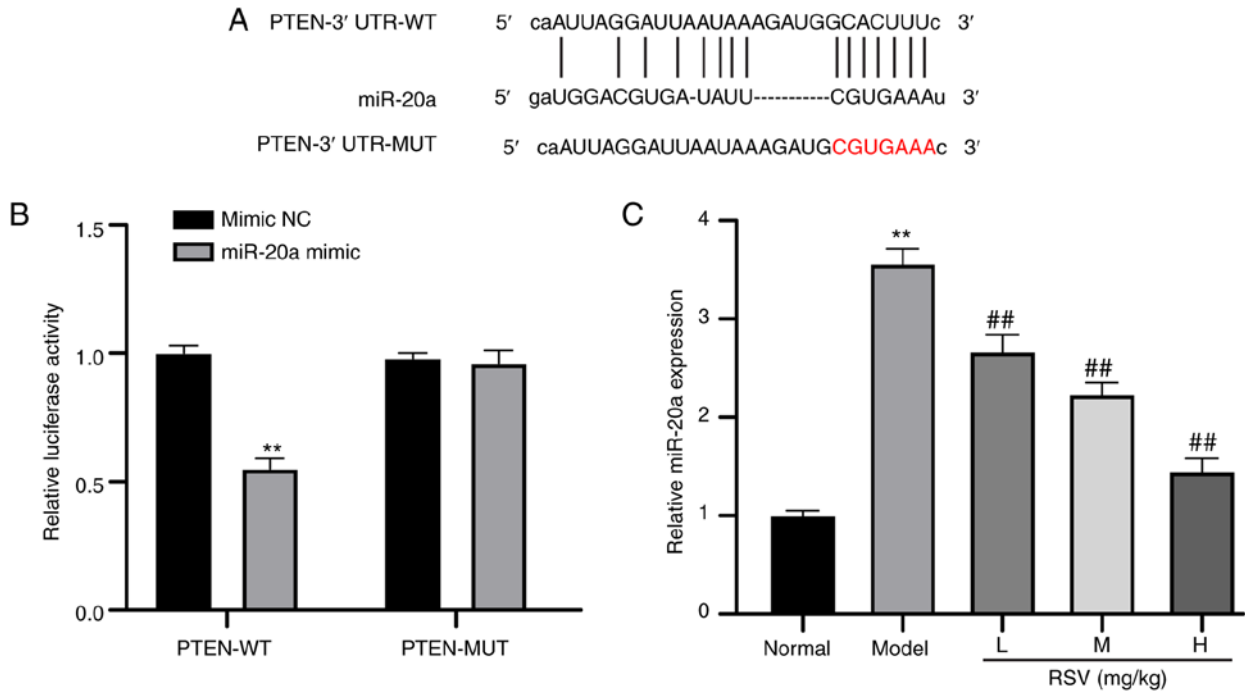 A
PTEN-3′ UTR-WT 5′ caAUUAGGAUUAAUAAAGAUGGCACUUUc 3′
miR-20a 5′ gaUGGACGUGA-UAUU----------CGUGAAAu 3′
PTEN-3′ UTR-MUT 5′ caAUUAGGAUUAAUAAAGAUGCGUGAAAc 3′
B
Mimic NC
miR-20a mimic
Relative luciferase activity
1.5
1.0
0.5
0.0
**
PTEN-WT PTEN-MUT
C
Relative miR-20a expression
4
3
2
1
0
**
##
##
##
Normal Model L M H
RSV (mg/kg)